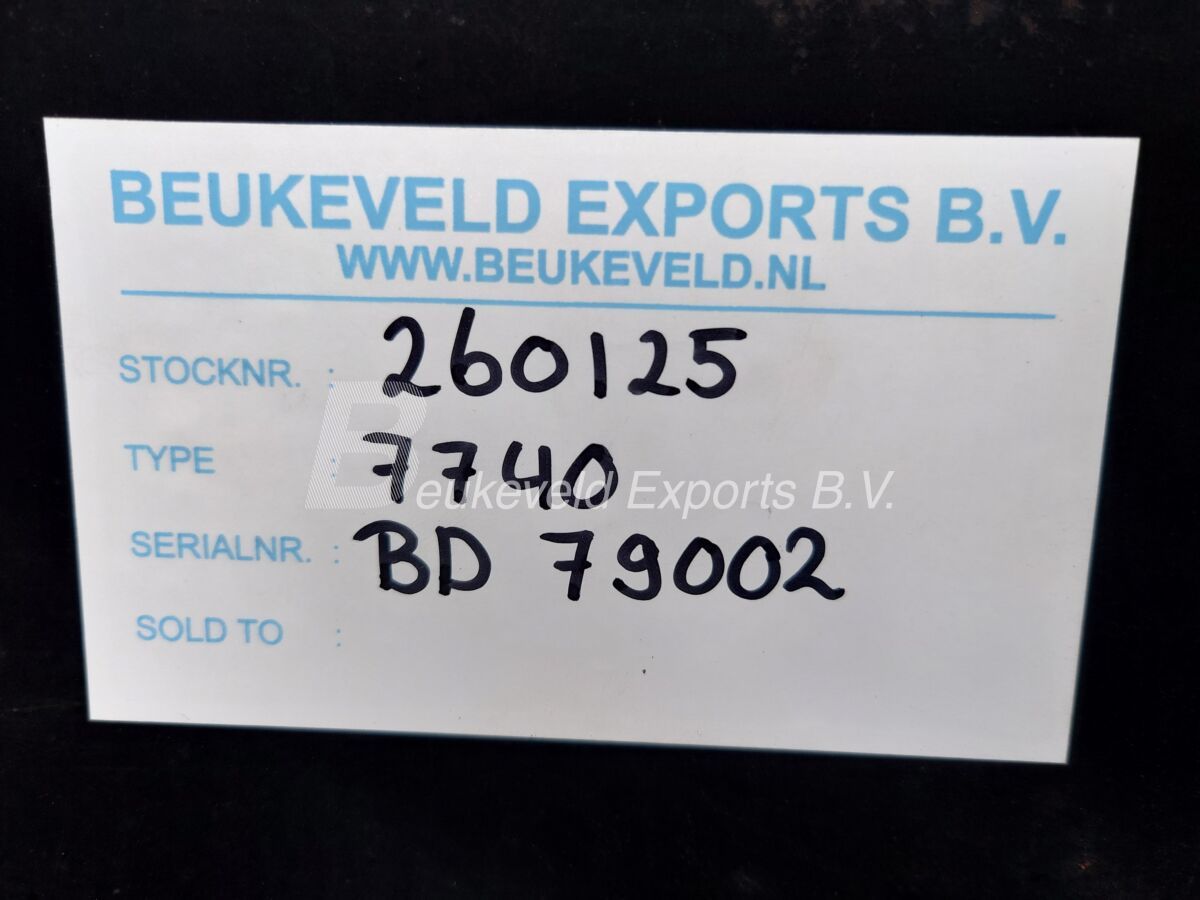 BEUKEVELD EXPORTS B.V.
WWW.BEUKEVELD.NL
STOCKNR. : 260125
TYPE : 7740
Beukeveld Exports B.V.
SERIALNR. : BD 79002
SOLD TO :